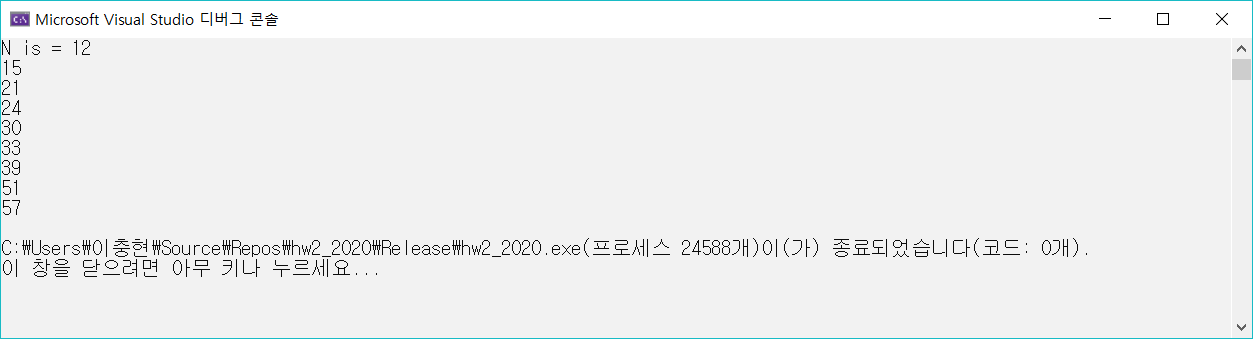 Microsoft Visual Studio 디버그 콘솔
N is = 12
15
21
24
30
33
39
51
57
C:₩Users₩이충현₩Source₩Repos₩hw2_2020₩Release₩hw2_2020.exe(프로세스 24588개)이(가) 종료되었습니다(코드: 0개).
이 창을 닫으려면 아무 키나 누르세요...